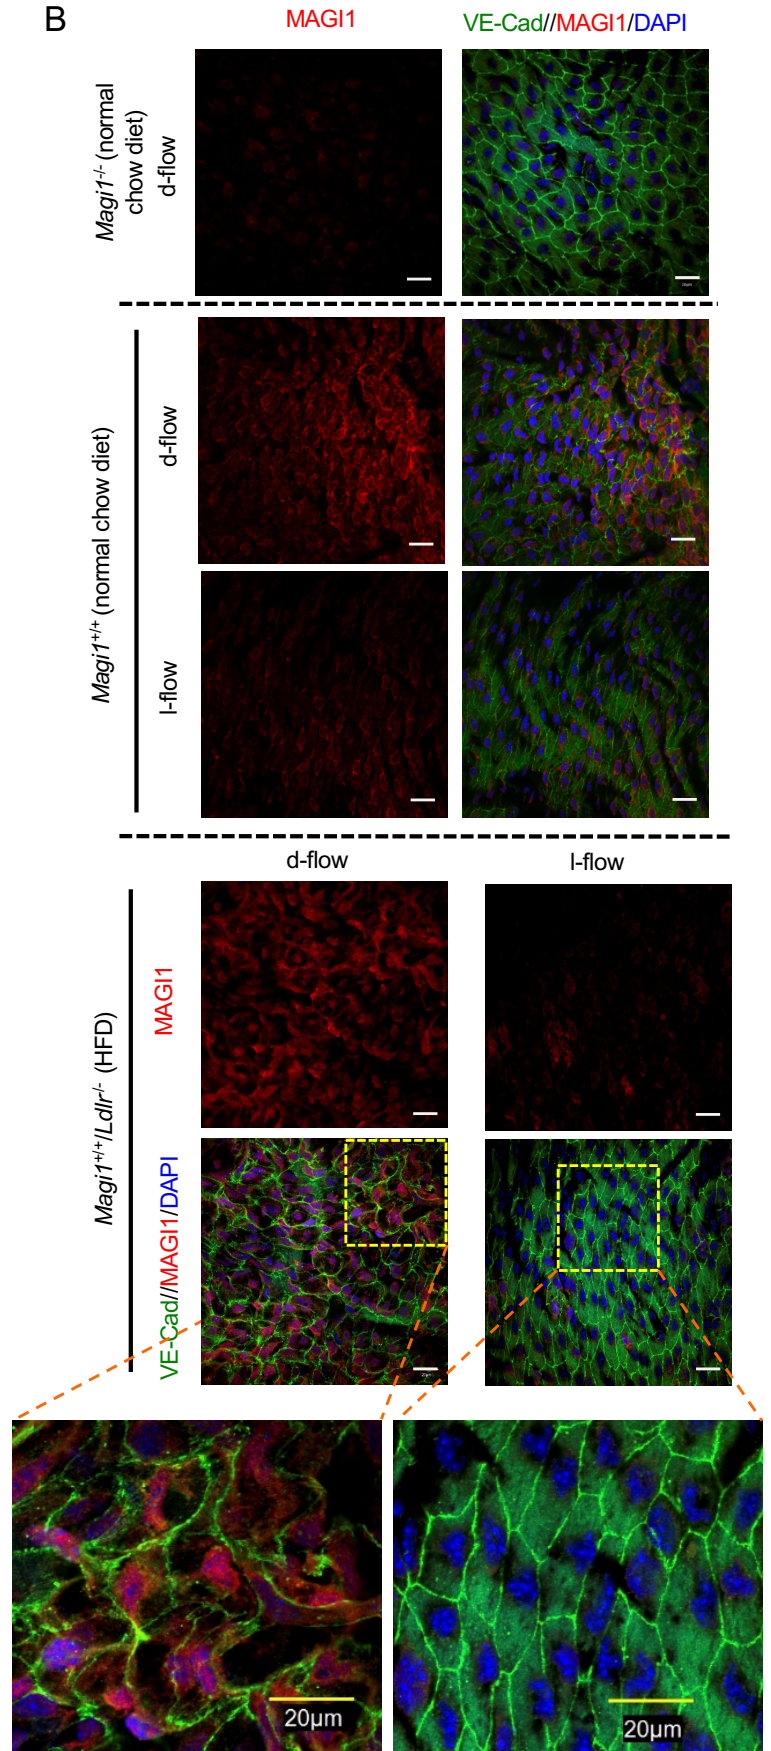 B
MAGI1
VE-Cad//MAGI1/DAPI
Magi1-/- (normal
chow diet)
d-flow
Magi1+/+ (normal chow diet)
d-flow
l-flow
d-flow
l-flow
Magi1+/+/Ldlr-/- (HFD)
MAGI1
VE-Cad//MAGI1/DAPI
20µm
20µm